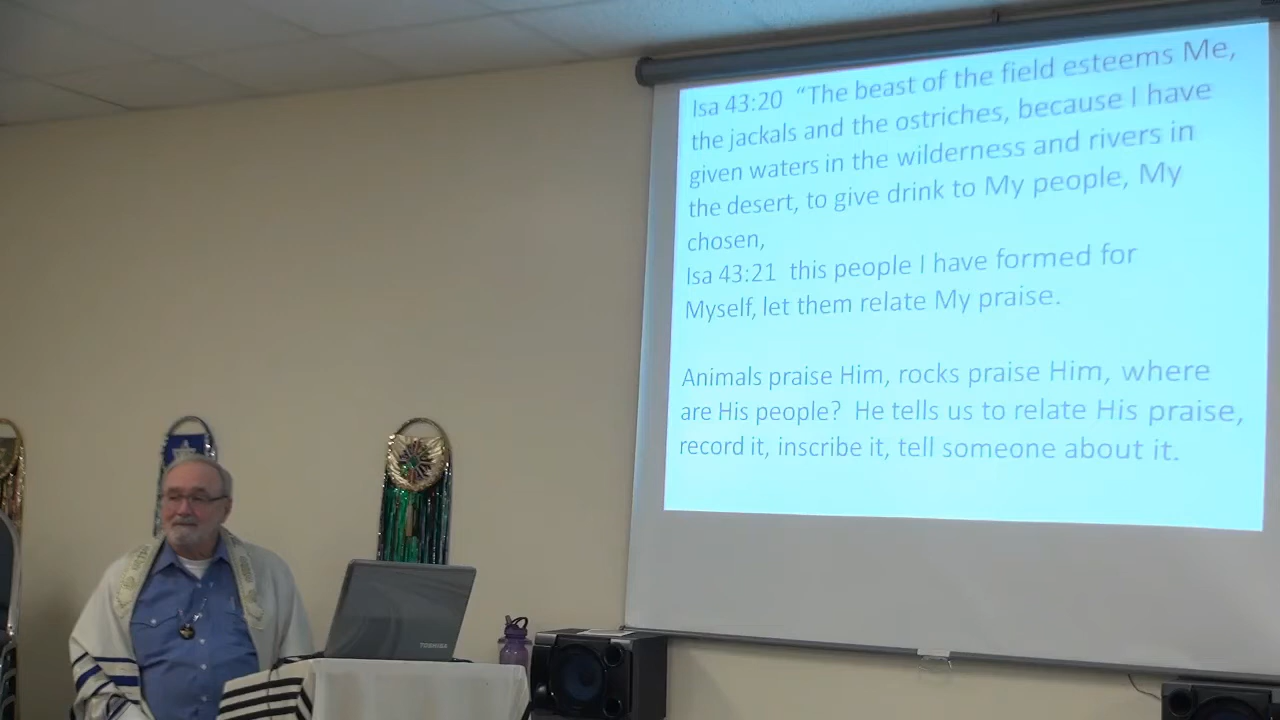 Isa 43:20 “The beast of the field esteems Me,
the jackals and the ostriches, because I have
given waters in the wilderness and rivers in
the desert, to give drink to My people, My
chosen,
Isa 43:21 this people I have formed for
Myself, let them relate My praise.
Animals praise Him, rocks praise Him, where
are His people? He tells us to relate His praise,
record it, inscribe it, tell someone about it.
TOSHIBA